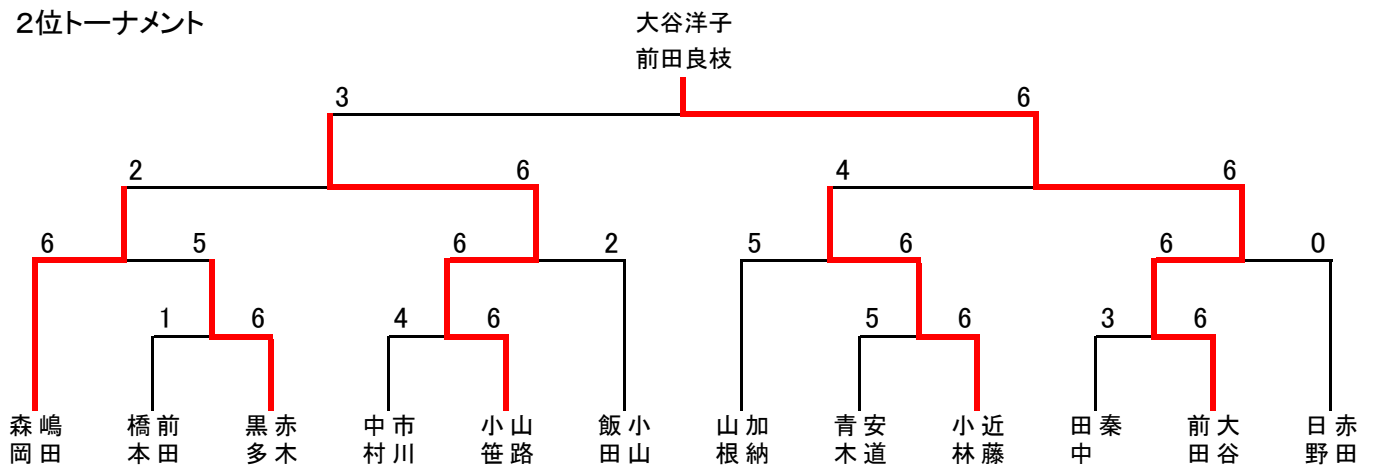 ２位トーナメント
大谷洋子
前田良枝
3 6
2 6 4 6
6 5 6 2 5 6 6 0
1 6 4 6 5 6 3 6
森 嶋 橋 前 黒 赤 中 市 小 山 飯 小 山 加 青 安 小 近 田 秦 前 大 日 赤
岡 田 本 田 多 木 村 川 笹 路 田 山 根 納 木 道 林 藤 中 田 谷 野 田